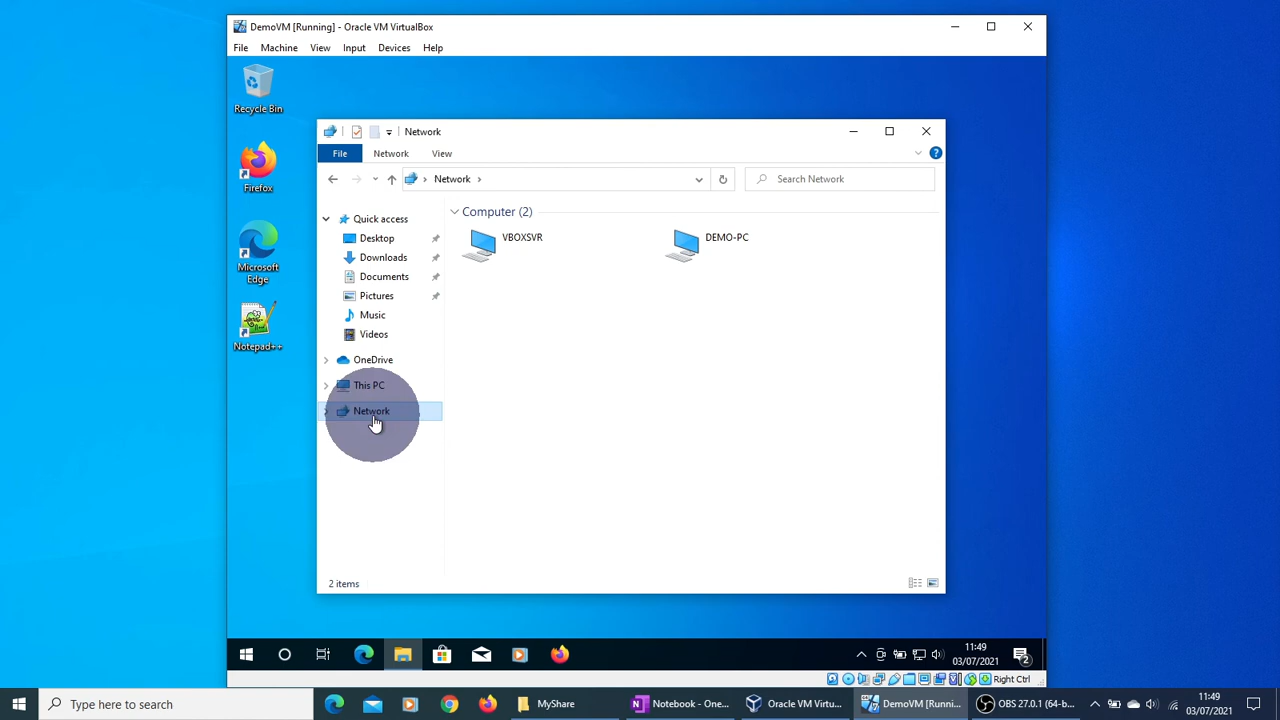 DemoVM [Running] - Oracle VM VirtualBox
File Machine View Input Devices Help
Recycle Bin
Firefox
Microsoft
Edge
Notepad++
Network
File Network View
Network
Search Network
Quick access
Desktop
Downloads
Documents
Pictures
Music
Videos
OneDrive
This PC
Network
Computer (2)
VBOXSVR
DEMO-PC
2 items
11:49
03/07/2021
2
Right Ctrl
Type here to search
MyShare
Notebook - One...
Oracle VM Virtu...
DemoVM [Runni...
OBS 27.0.1 (64-b...
11:49
03/07/2021